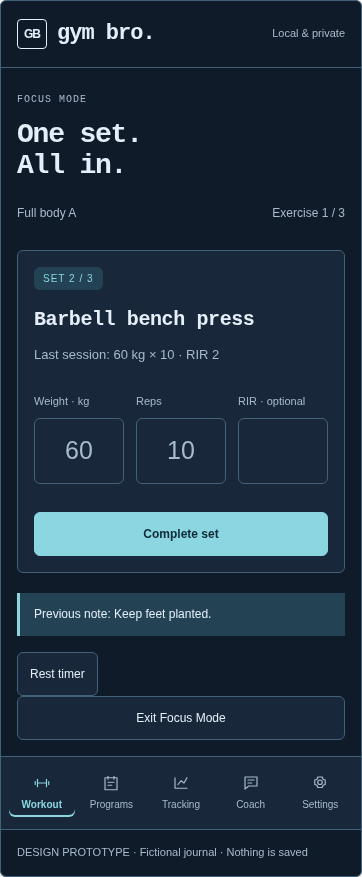 GB gym bro. Local & private
FOCUS MODE
One set.
All in.
Full body A Exercise 1 / 3
SET 2 / 3
Barbell bench press
Last session: 60 kg × 10 · RIR 2
Weight · kg Reps RIR · optional
60 10
Complete set
Previous note: Keep feet planted.
Rest timer
Exit Focus Mode
Workout Programs Tracking Coach Settings
DESIGN PROTOTYPE · Fictional journal · Nothing is saved